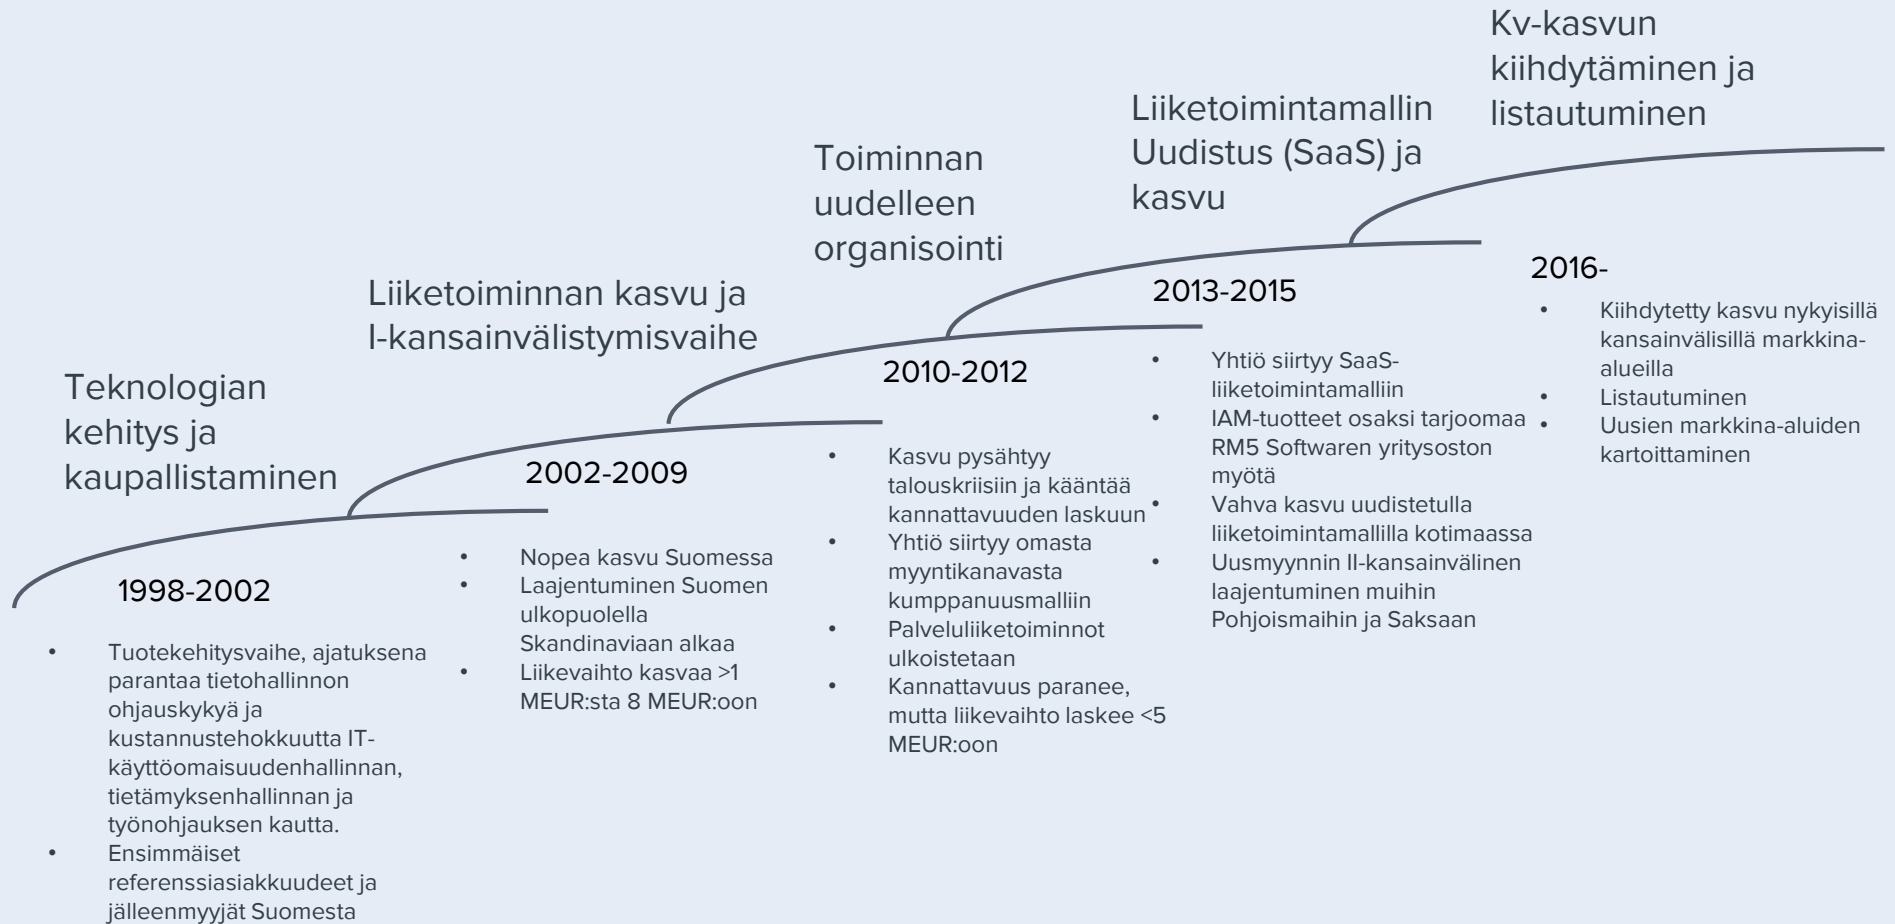 Teknologian
kehitys ja
kaupallistaminen
1998-2002
• Tuotekehitysvaihe, ajatuksena
parantaa tietohallinnon
ohjauskykyä ja
kustannustehokkuutta IT-
käyttöomaisuudenhallinnan,
tietämyksenhallinnan ja
työnohjauksen kautta.
• Ensimmäiset
referenssiasiakkuudeet ja
jälleenmyyjät Suomesta
Liiketoiminnan kasvu ja
I-kansainvälistymisvaihe
2002-2009
• Nopea kasvu Suomessa
• Laajentuminen Suomen
ulkopuolella
Skandinaviaan alkaa
• Liikevaihto kasvaa >1
MEUR:sta 8 MEUR:oon
Toiminnan
uudelleen
organisointi
2010-2012
• Kasvu pysähtyy
talouskriisiin ja kääntää
kannattavuuden laskuun
• Yhtiö siirtyy omasta
myyntikanavasta
kumppanuusmalliin
• Palveluliiketoiminnot
ulkoistetaan
• Kannattavuus paranee,
mutta liikevaihto laskee <5
MEUR:oon
Liiketoimintamallin
Uudistus (SaaS) ja
kasvu
2013-2015
• Yhtiö siirtyy SaaS-
liiketoimintamalliin
• IAM-tuotteet osaksi tarjoomaa
RM5 Softwaren yritysoston
myötä
• Vahva kasvu uudistetulla
liiketoimintamallilla kotimaassa
• Uusmyynnin II-kansainvälinen
laajentuminen muihin
Pohjoismaihin ja Saksaan
Kv-kasvun
kiihdytäminen ja
listautuminen
2016-
• Kiihdytetty kasvu nykyisillä
kansainvälisillä markkina-
alueilla
• Listautuminen
• Uusien markkina-aluiden
kartoittaminen